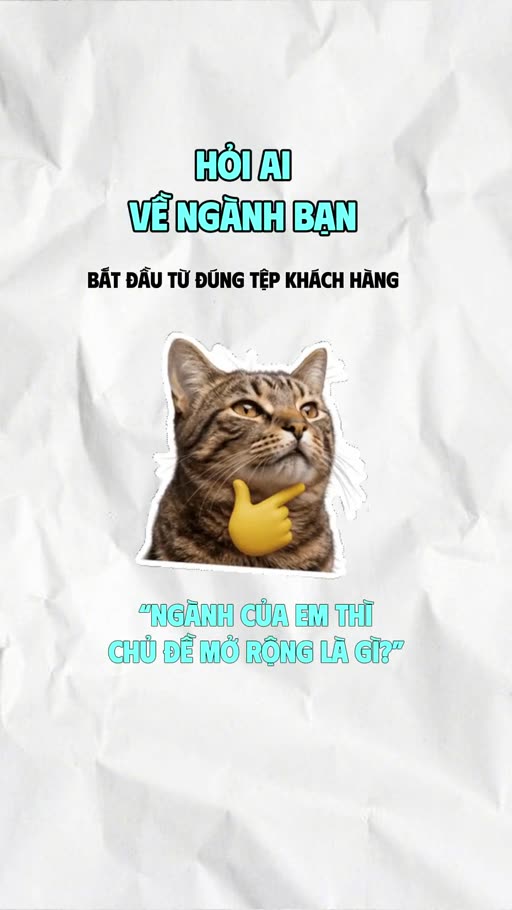 HỎI AI
VỀ NGÀNH BẠN
BẮT ĐẦU TỪ ĐÚNG TỆP KHÁCH HÀNG
“NGÀNH CỦA EM THÌ
CHỦ ĐỀ MỞ RỘNG LÀ GÌ?”